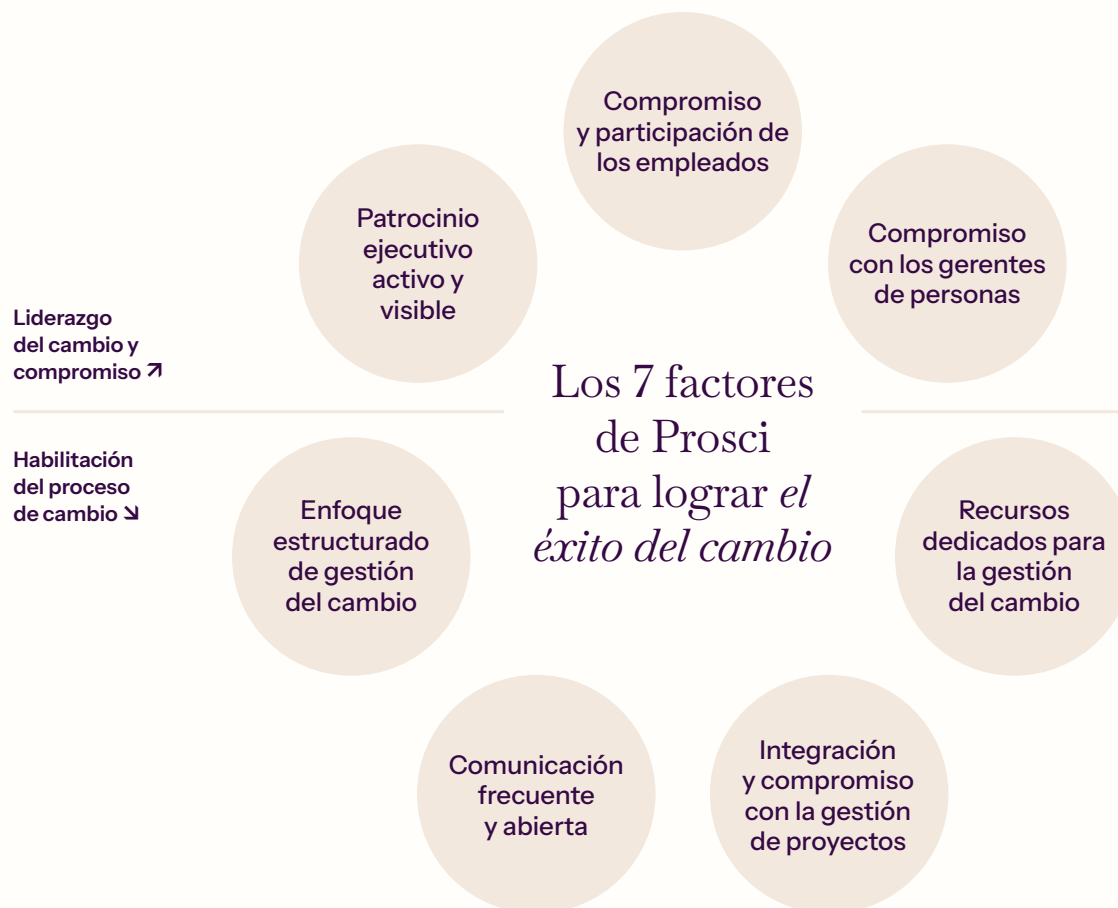 Compromiso
y participación de
los empleados
Patrocinio
ejecutivo
activo y
visible
Compromiso
con los gerentes
de personas
Liderazgo
del cambio y
compromiso ↗
Los 7 factores
de Prosci
para lograr el
éxito del cambio
Habilitación
del proceso
de cambio ↘
Enfoque
estructurado
de gestión
del cambio
Recursos
dedicados para
la gestión
del cambio
Comunicación
frecuente
y abierta
Integración
y compromiso
con la gestión
de proyectos